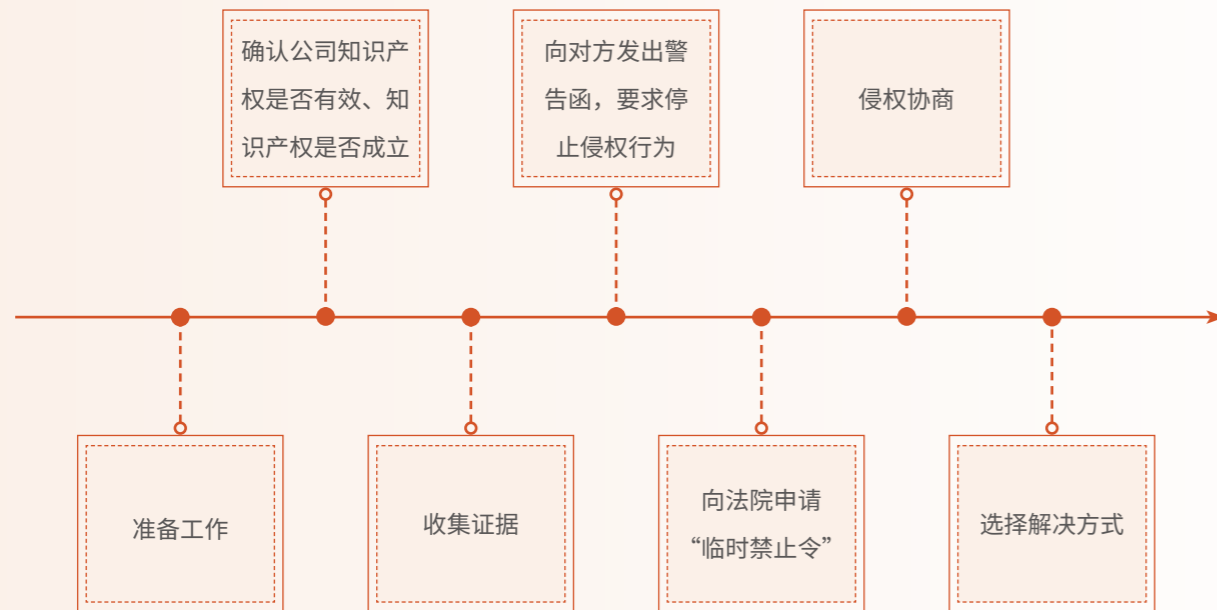 确认公司知识产
权是否有效、知
识产权是否成立
向对方发出警
告函，要求停
止侵权行为
侵权协商
准备工作
收集证据
向法院申请
“临时禁止令”
选择解决方式